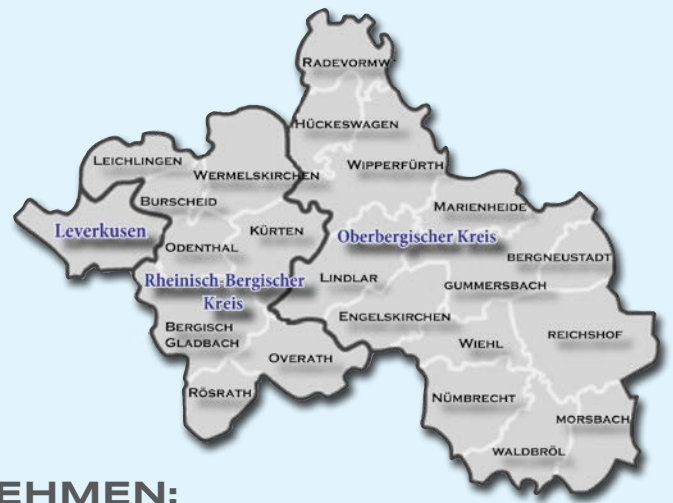 RADEVORMW.
HÜCKESWAGEN
WIPPERFÜRTH
LEICHLINGEN
WERMELSKIRCHEN
BURSCHEID
MARIENHEIDE
Leverkusen
KÜRTEN
Oberbergischer Kreis
ODENTHAL
BERGNEUSTADT
Rheinisch-Bergischer
Kreis
LINDLAR
GUMMERSBACH
ENGELSKIRCHEN
BERGISCH
GLADBACH
WIEHL
REICHSHOF
OVERATH
RÖSRATH
NÜMBRECHT
MORSBACH
WALDBRÖL
EHMEN: